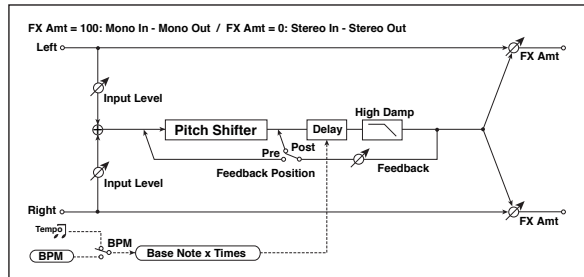 FX Amt = 100: Mono In - Mono Out / FX Amt = 0: Stereo In - Stereo Out
Left
FX Amt
Input Level
High Damp
Pitch Shifter
Delay
Post
Pre
Feedback
Feedback Position
Input Level
Right
FX Amt
Tempo
BPM
BPM
Base Note x Times